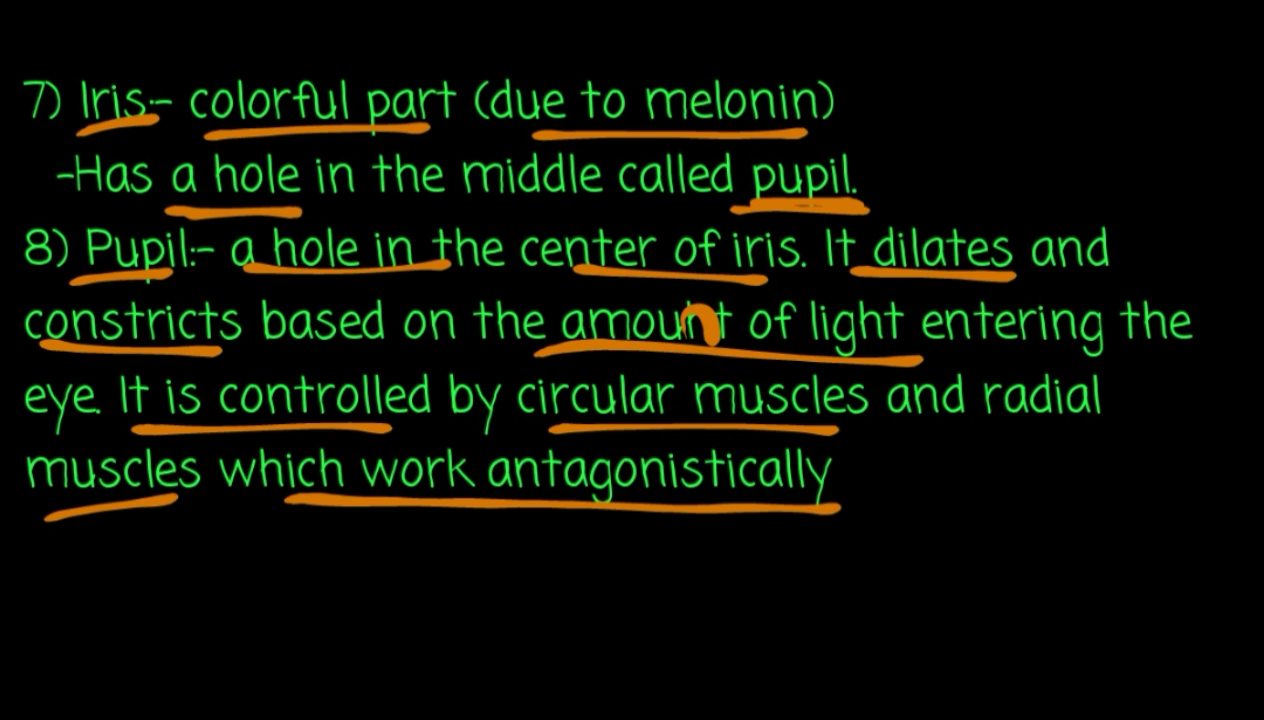 7) Iris:- colorful part (due to melonin)
-Has a hole in the middle called pupil.
8) Pupil:- a hole in the center of iris. It dilates and
constricts based on the amount of light entering the
eye. It is controlled by circular muscles and radial
muscles which work antagonistically